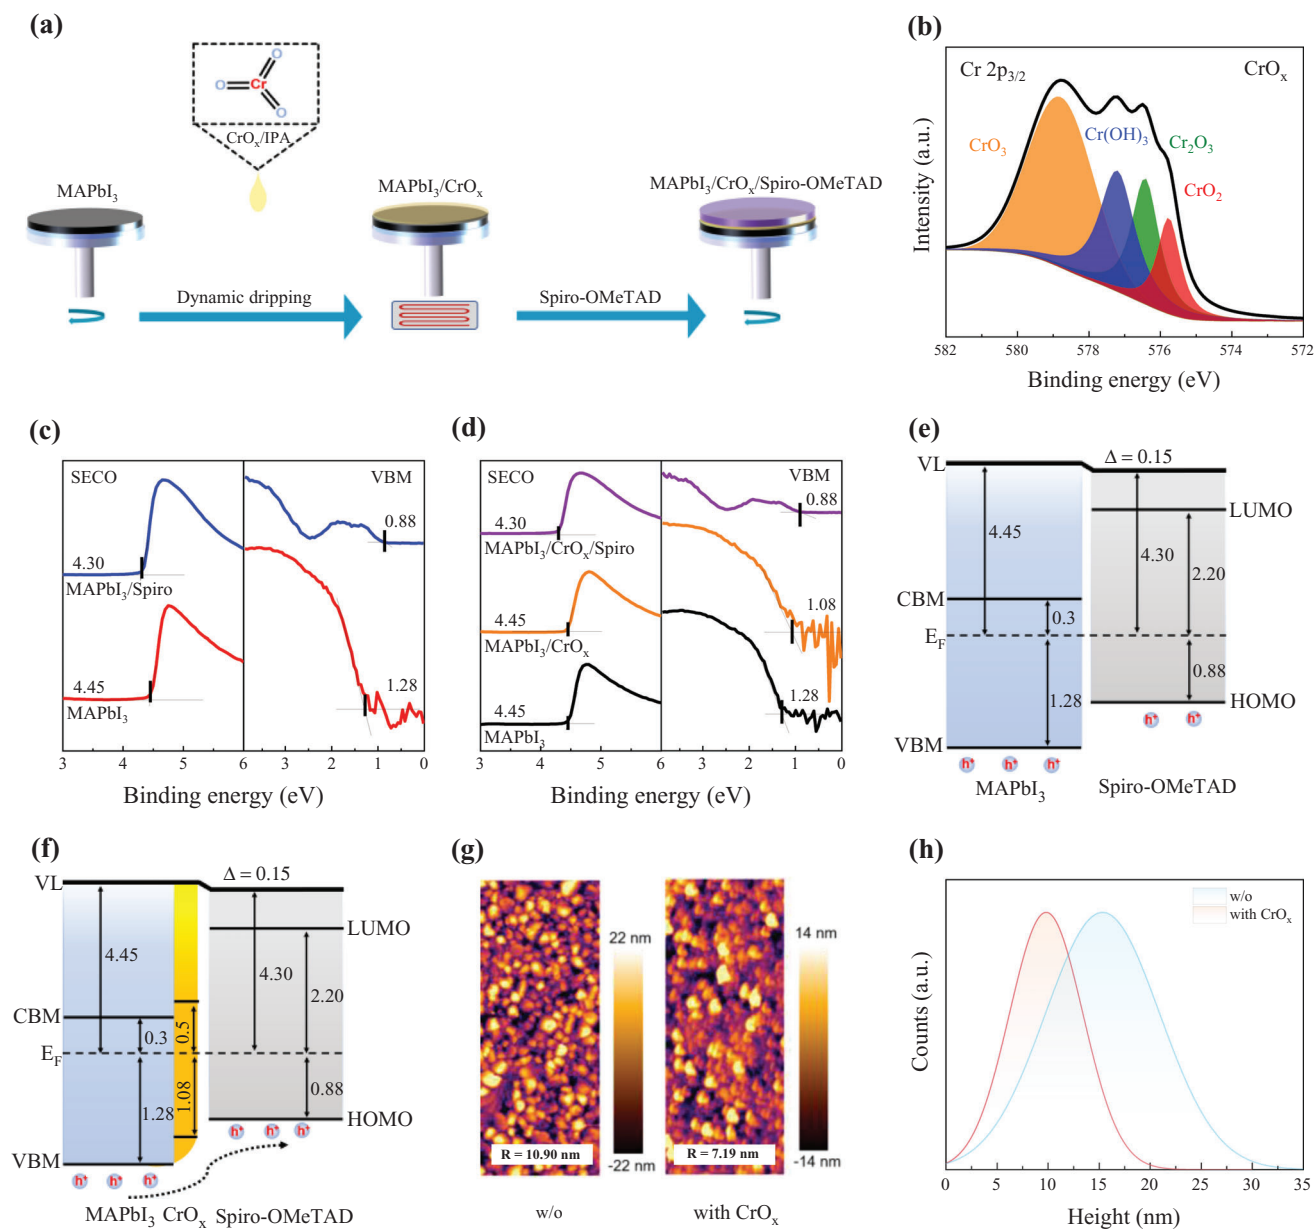 (a)
O
O
Cr
O
CrOx/IPA
MAPbI3
MAPbI3/CrOx
MAPbI3/CrOx/Spiro-OMeTAD
Dynamic dripping
Spiro-OMeTAD
(b)
Cr 2p3/2
CrOx
CrO3
Cr(OH)3
Cr2O3
CrO2
Intensity (a.u.)
582 580 578 576 574 572
Binding energy (eV)
(c)
SECO
VBM
0.88
4.30
MAPbI3/Spiro
1.28
4.45
MAPbI3
3 4 5 6 4 3 2 1 0
Binding energy (eV)
(d)
SECO
VBM
0.88
4.30
MAPbI3/CrOx/Spiro
1.08
4.45
MAPbI3/CrOx
1.28
4.45
MAPbI3
3 4 5 6 3 2 1 0
Binding energy (eV)
(e)
VL
Δ = 0.15
LUMO
4.45
4.30
2.20
CBM
0.3
EF
0.88
1.28
HOMO
VBM
h+ h+
h+ h+ h+
MAPbI3 Spiro-OMeTAD
(f)
VL
Δ = 0.15
LUMO
4.45
4.30
2.20
CBM
0.3
0.5
EF
0.88
1.28
1.08
HOMO
h+ h+ h+
VBM
h+ h+ h+
MAPbI3 CrOx Spiro-OMeTAD
(g)
22 nm
14 nm
R = 10.90 nm
-22 nm
R = 7.19 nm
-14 nm
w/o
with CrOx
(h)
w/o
with CrOx
Counts (a.u.)
0 5 10 15 20 25 30 35
Height (nm)